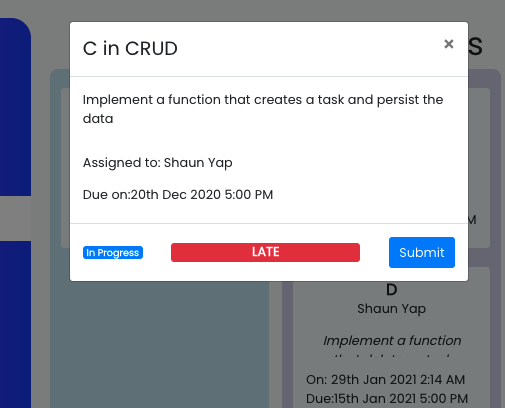 C in CRUD
×
S
Implement a function that creates a task and persist the
data
Assigned to: Shaun Yap
Due on:20th Dec 2020 5:00 PM
M
In Progress
LATE
Submit
D
Shaun Yap
Implement a function
On: 29th Jan 2021 2:14 AM
Due:15th Jan 2021 5:00 PM